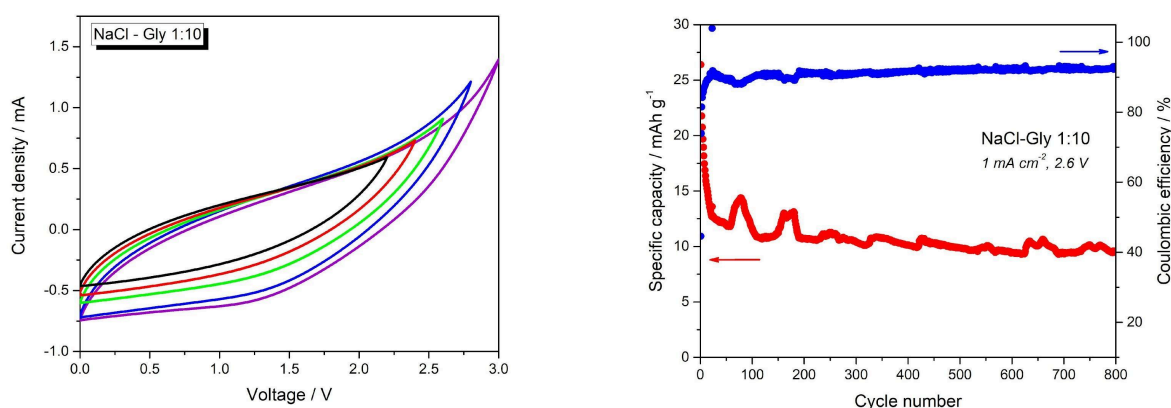 NaCl - Gly 1:10
Current density / mA
1.5
1.0
0.5
0.0
-0.5
-1.0
0.0 0.5 1.0 1.5 2.0 2.5 3.0
Voltage / V
Specific capacity / mAh g⁻¹
30
25
20
15
10
5
0
NaCl-Gly 1:10
1 mA cm⁻², 2.6 V
0 100 200 300 400 500 600 700 800
Cycle number
100
80
60
40
20
Coulombic efficiency / %